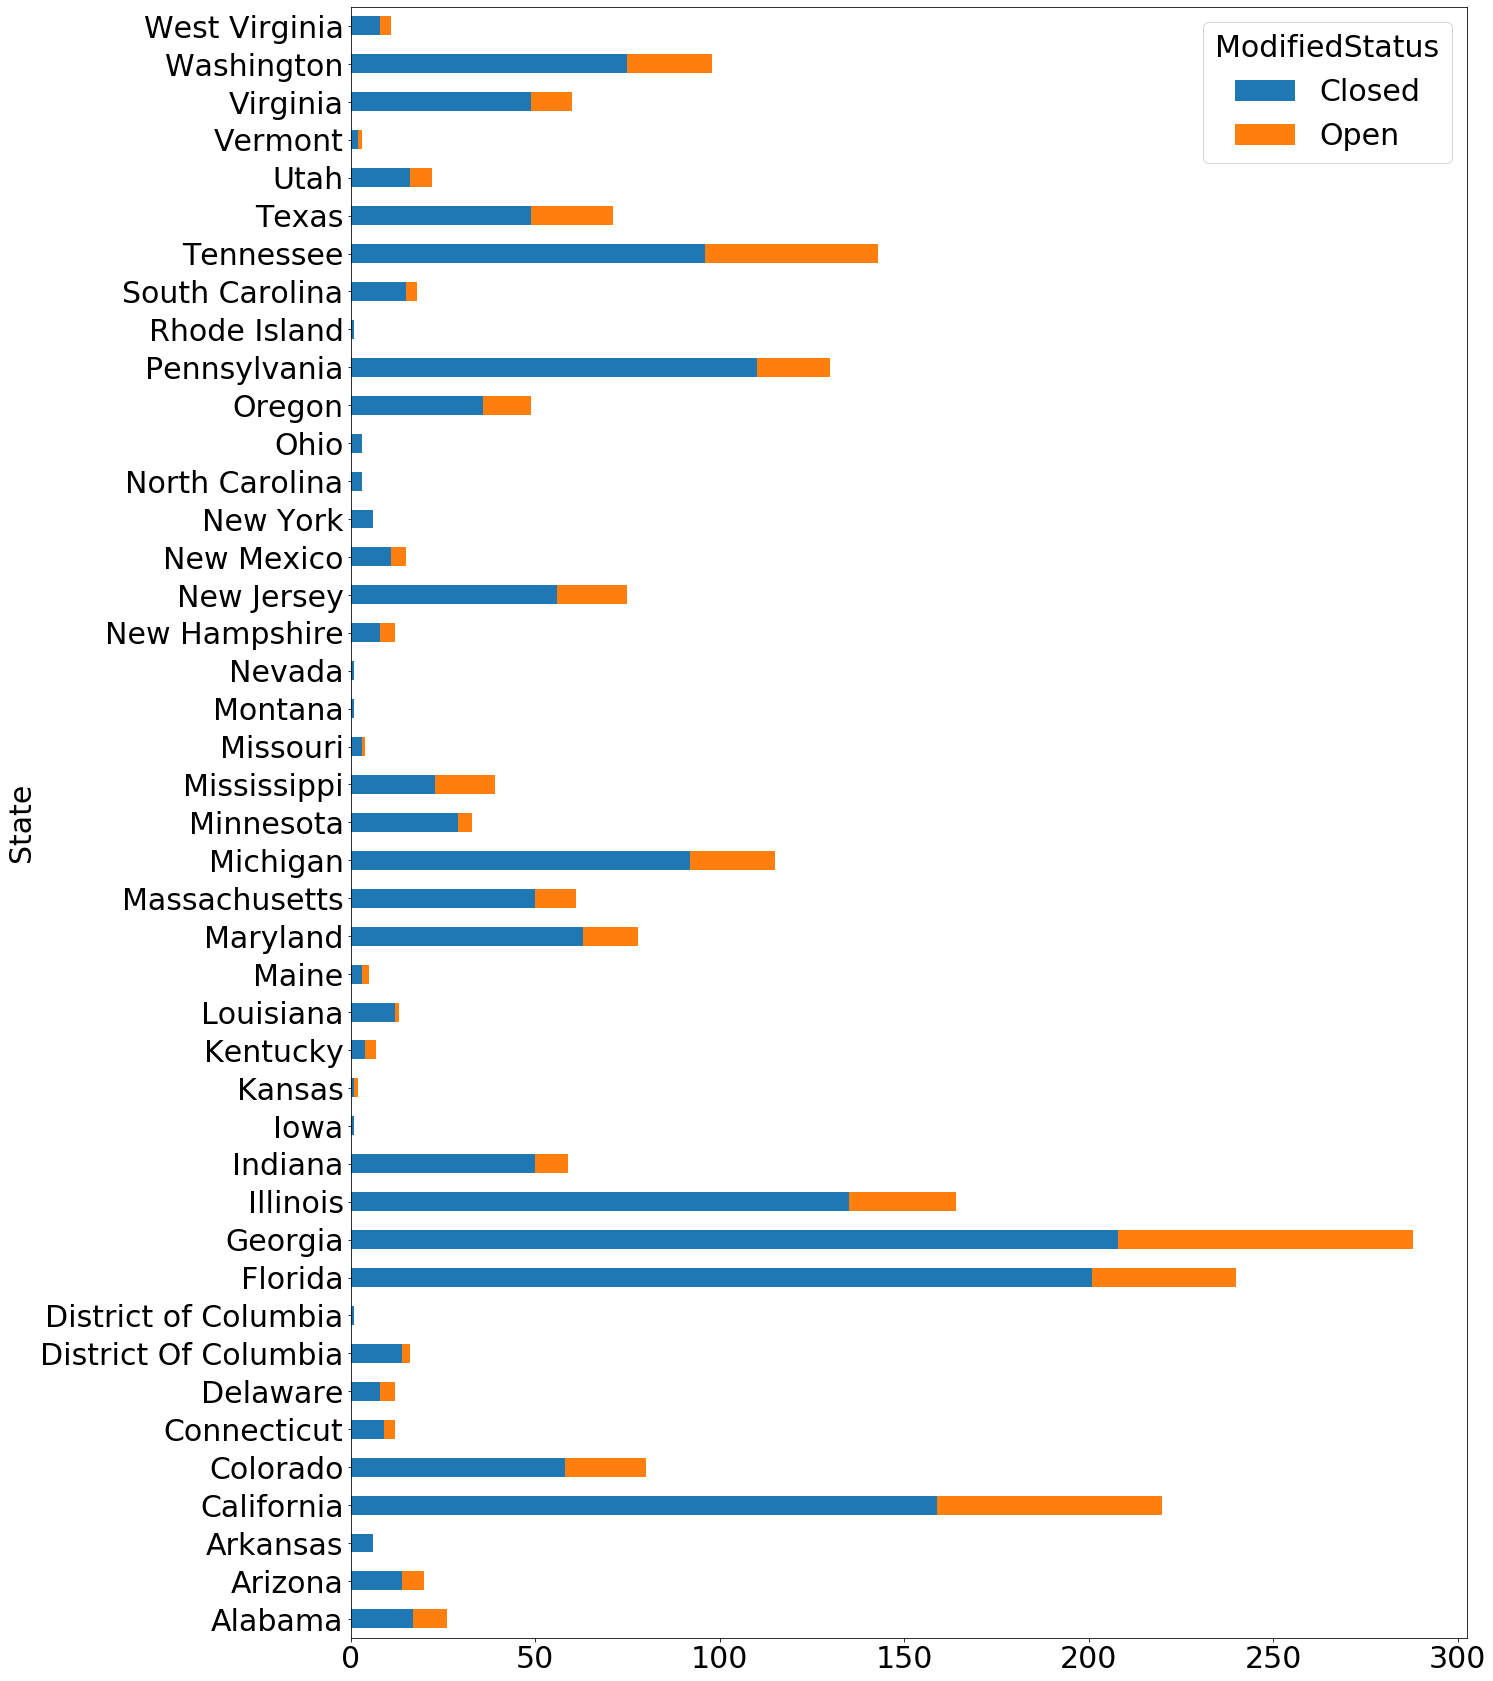 ModifiedStatus
Closed
Open
State
West Virginia
Washington
Virginia
Vermont
Utah
Texas
Tennessee
South Carolina
Rhode Island
Pennsylvania
Oregon
Ohio
North Carolina
New York
New Mexico
New Jersey
New Hampshire
Nevada
Montana
Missouri
Mississippi
Minnesota
Michigan
Massachusetts
Maryland
Maine
Louisiana
Kentucky
Kansas
Iowa
Indiana
Illinois
Georgia
Florida
District of Columbia
District Of Columbia
Delaware
Connecticut
Colorado
California
Arkansas
Arizona
Alabama
0 50 100 150 200 250 300